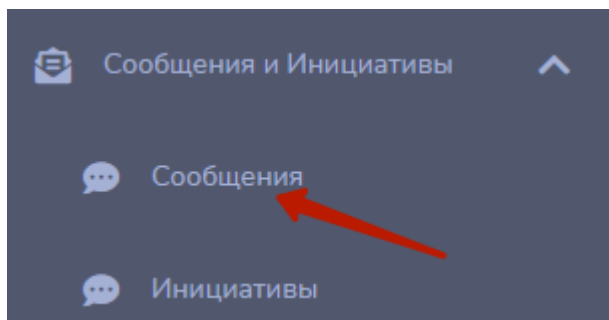 Сообщения и Инициативы
Сообщения
Инициативы